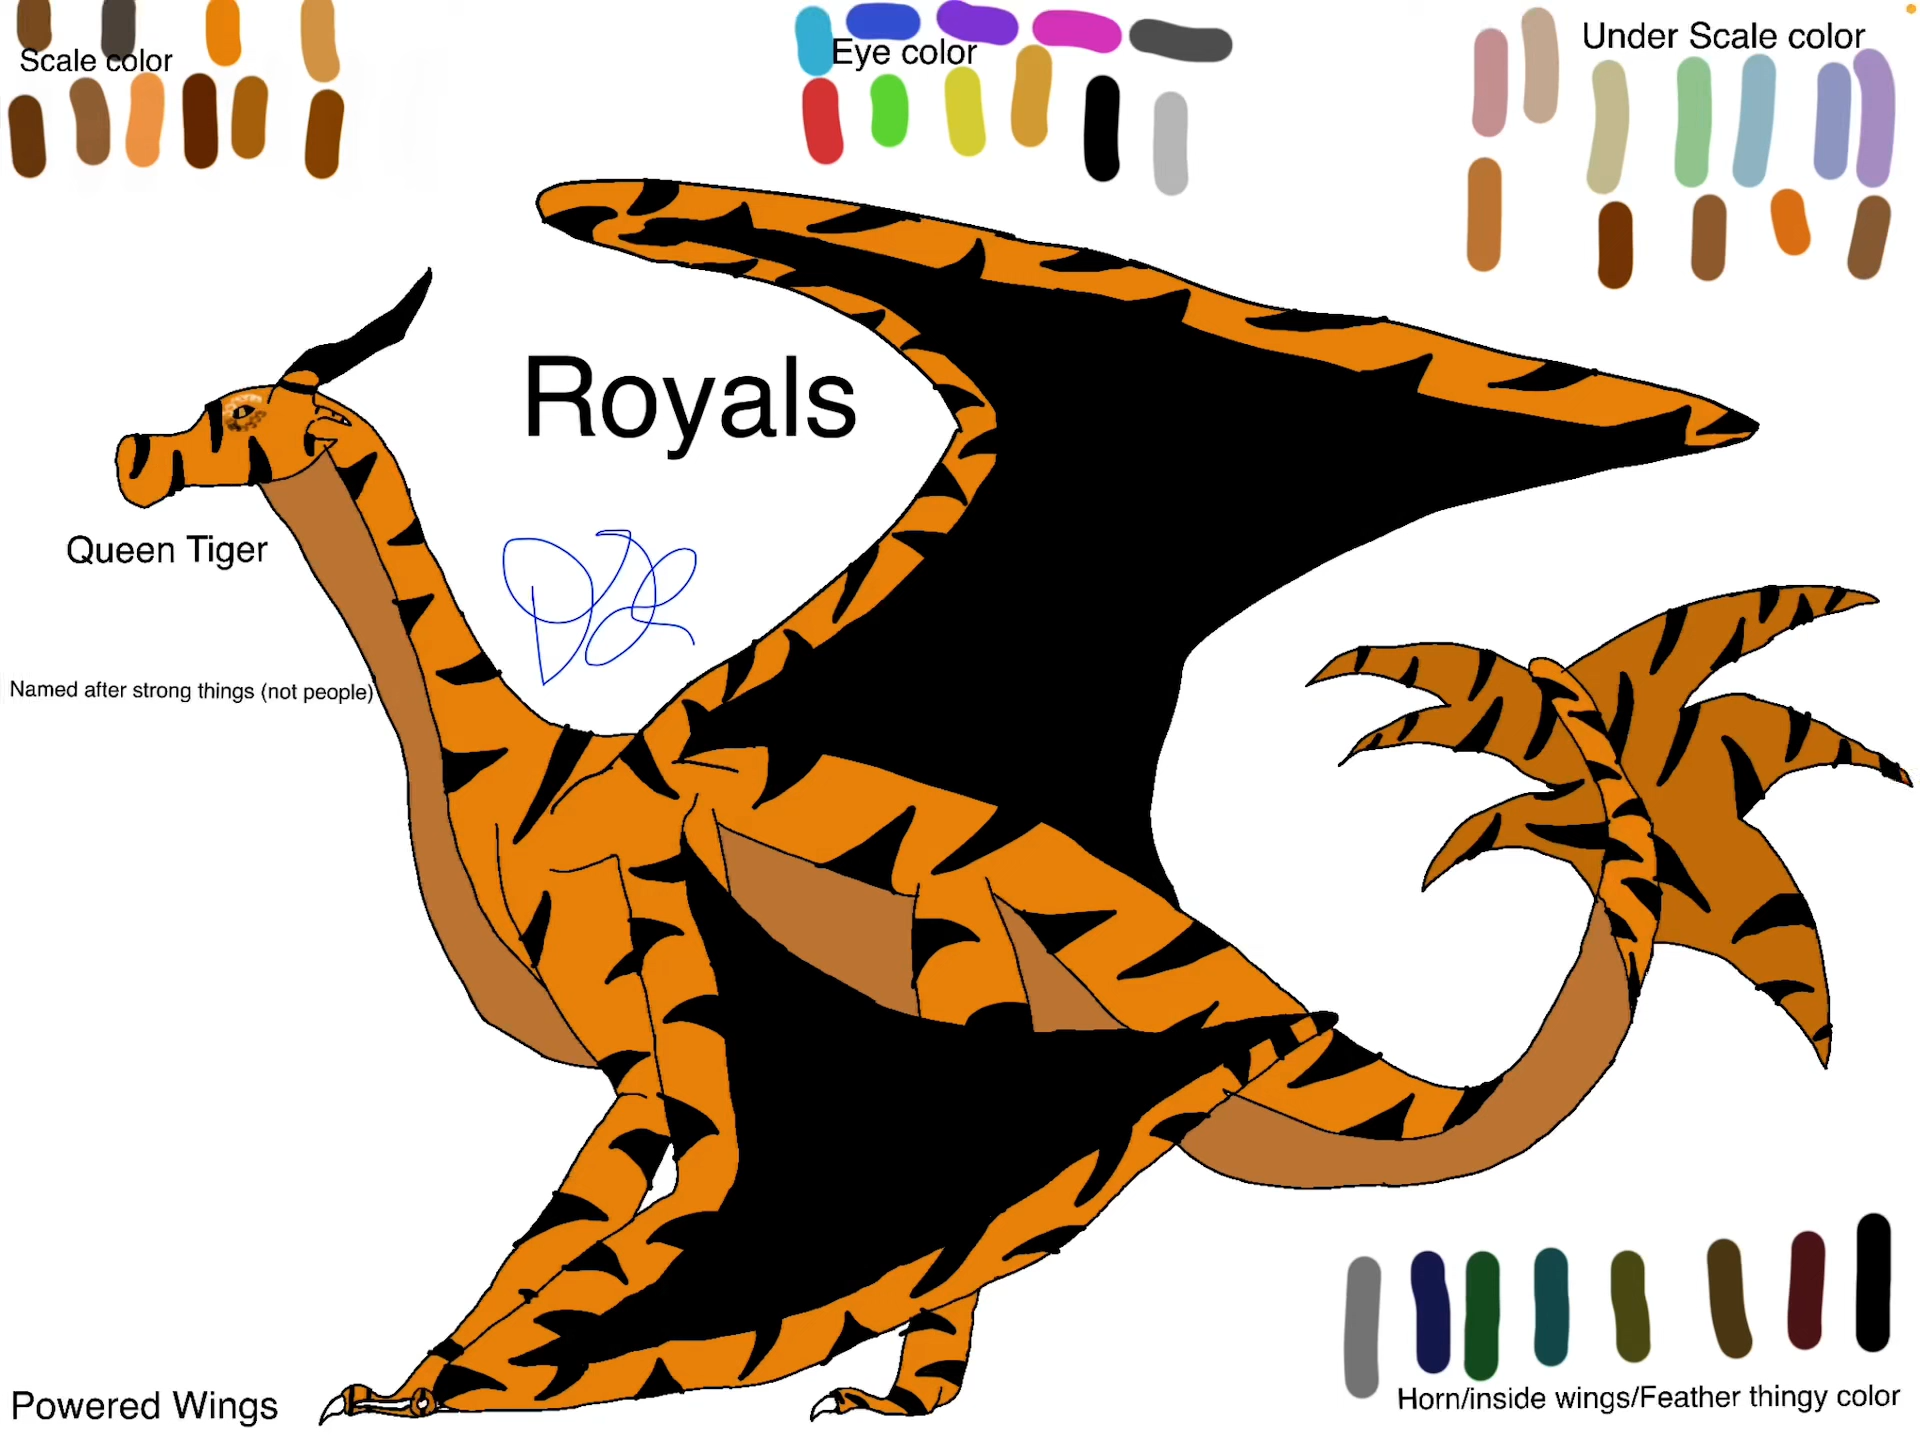 Scale color
Eye color
Under Scale color
Royals
Queen Tiger
Named after strong things (not people)
Powered Wings
Horn/inside wings/Feather thingy color